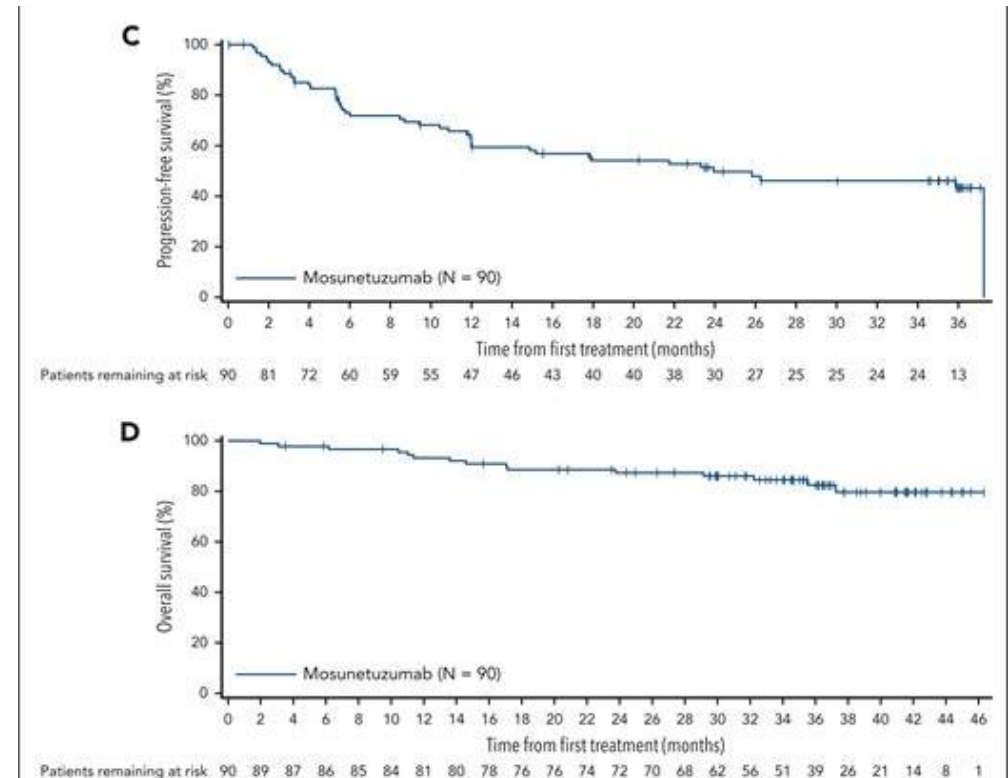 C
100
80
60
40
20
0
Progression-free survival (%)
Mosunetuzumab (N = 90)
0 2 4 6 8 10 12 14 16 18 20 22 24 26 28 30 32 34 36
Time from first treatment (months)
Patients remaining at risk 90 81 72 60 59 55 47 46 43 40 40 38 30 27 25 25 24 24 13
D
100
80
60
40
20
0
Overall survival (%)
Mosunetuzumab (N = 90)
0 2 4 6 8 10 12 14 16 18 20 22 24 26 28 30 32 34 36 38 40 42 44 46
Time from first treatment (months)
Patients remaining at risk 90 89 87 86 85 84 81 80 78 76 76 74 72 70 68 62 56 51 39 26 21 14 8 1